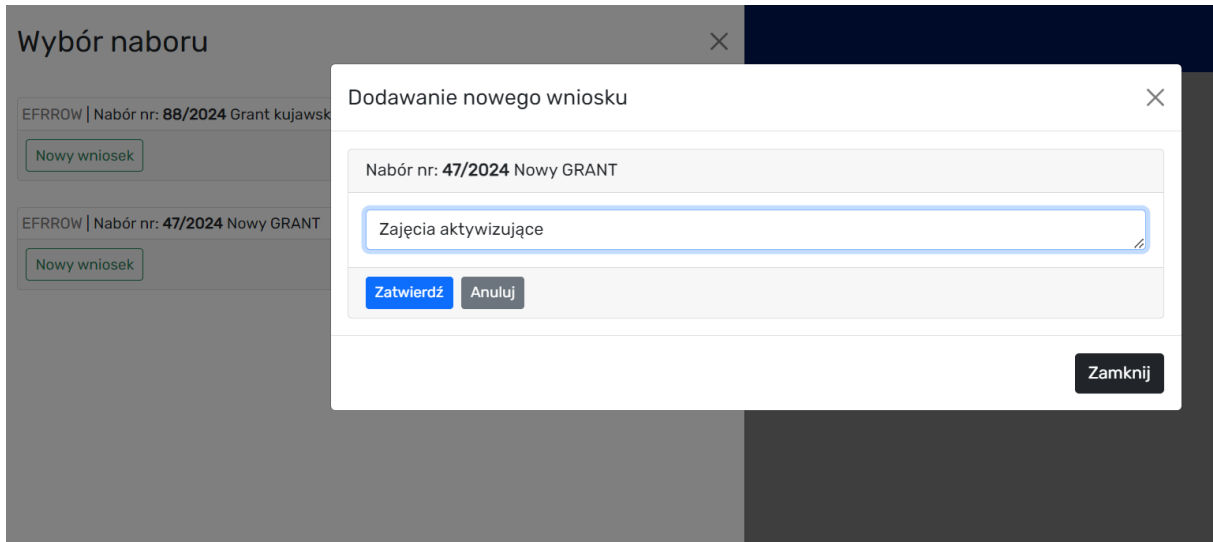 Wybór naboru
EFRROW | Nabór nr: 88/2024 Grant kujawsk
Nowy wniosek
EFRROW | Nabór nr: 47/2024 Nowy GRANT
Nowy wniosek
Dodawanie nowego wniosku
Nabór nr: 47/2024 Nowy GRANT
Zajęcia aktywizujące
Zatwierdź Anuluj
Zamknij